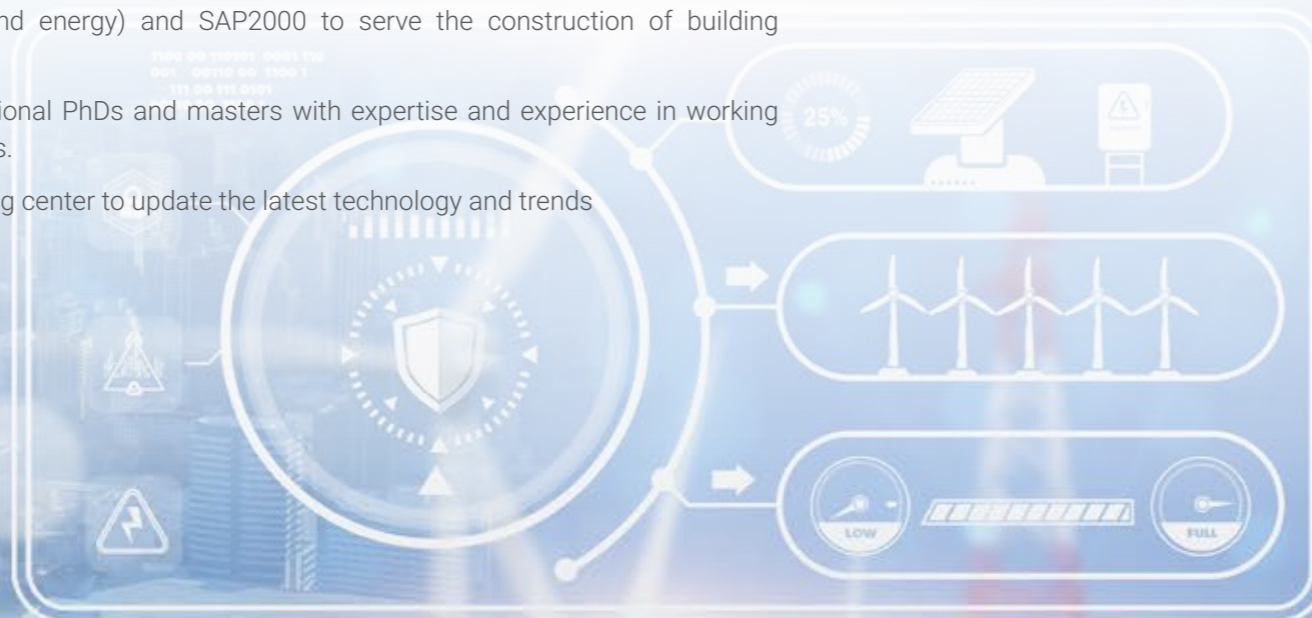 nd energy) and SAP2000 to serve the construction of building
ional PhDs and masters with expertise and experience in working
s.
g center to update the latest technology and trends
25%
LOW
FULL